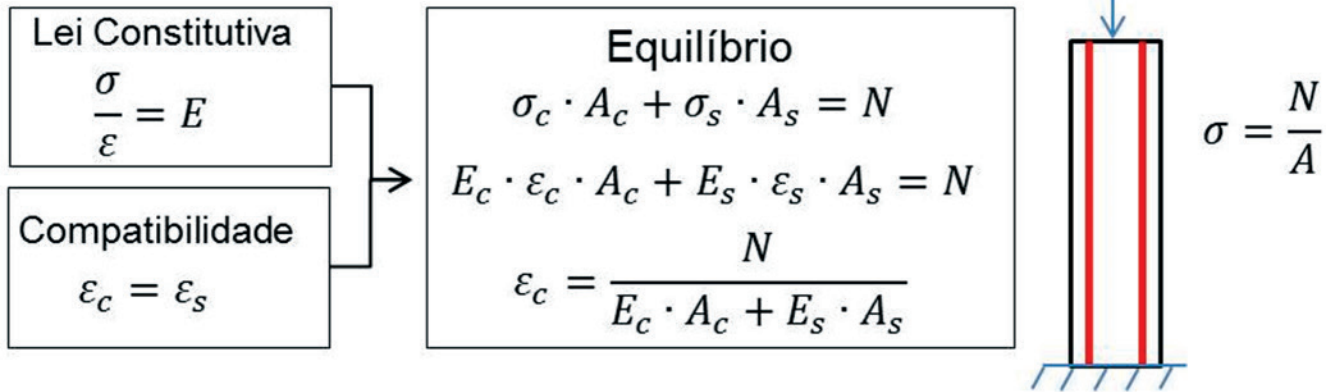 Lei Constitutiva
σ/ε = E
Compatibilidade
ε_c = ε_s
Equilíbrio
σ_c · A_c + σ_s · A_s = N
E_c · ε_c · A_c + E_s · ε_s · A_s = N
ε_c = N/(E_c · A_c + E_s · A_s)
σ = N/A